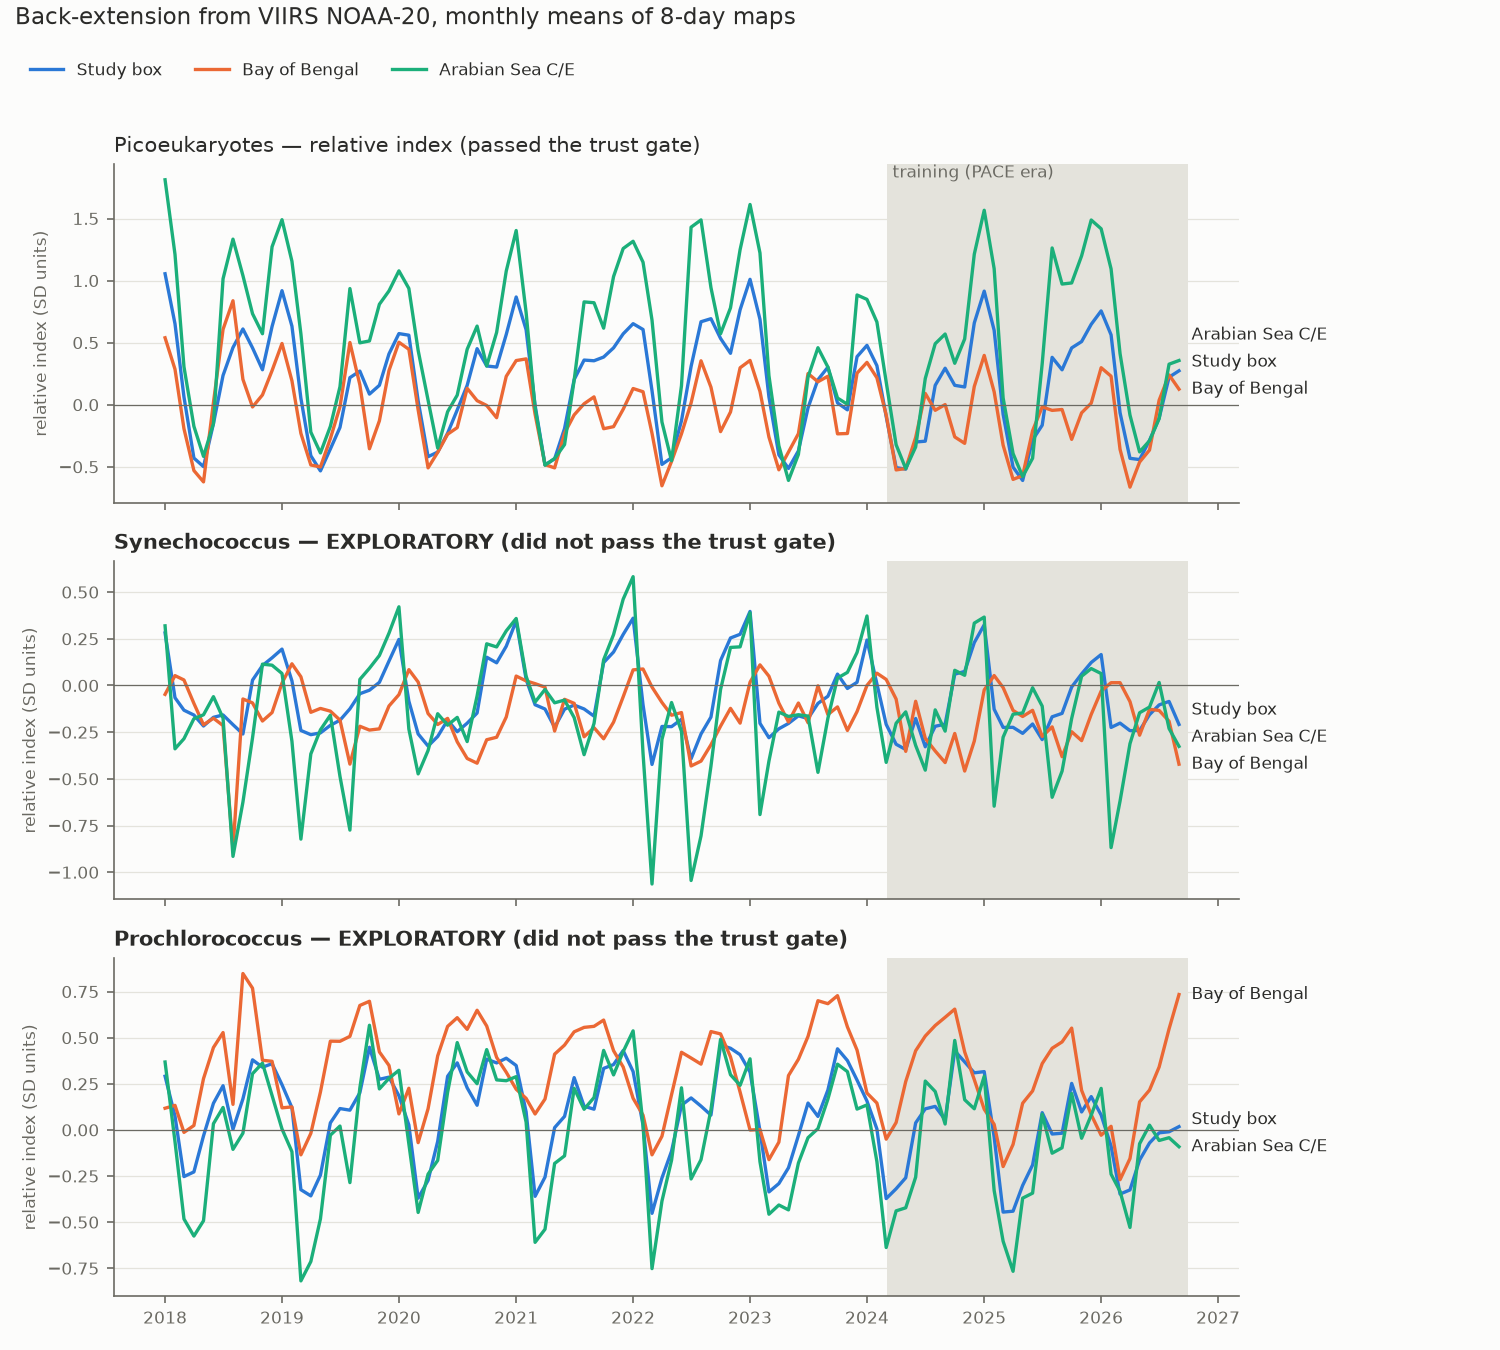 Back-extension from VIIRS NOAA-20, monthly means of 8-day maps
Study box
Bay of Bengal
Arabian Sea C/E
Picoeukaryotes — relative index (passed the trust gate)
training (PACE era)
relative index (SD units)
1.5
1.0
0.5
0.0
−0.5
Arabian Sea C/E
Study box
Bay of Bengal
Synechococcus — EXPLORATORY (did not pass the trust gate)
relative index (SD units)
0.50
0.25
0.00
−0.25
−0.50
−0.75
−1.00
Study box
Arabian Sea C/E
Bay of Bengal
Prochlorococcus — EXPLORATORY (did not pass the trust gate)
relative index (SD units)
0.75
0.50
0.25
0.00
−0.25
−0.50
−0.75
Bay of Bengal
Study box
Arabian Sea C/E
2018 2019 2020 2021 2022 2023 2024 2025 2026 2027